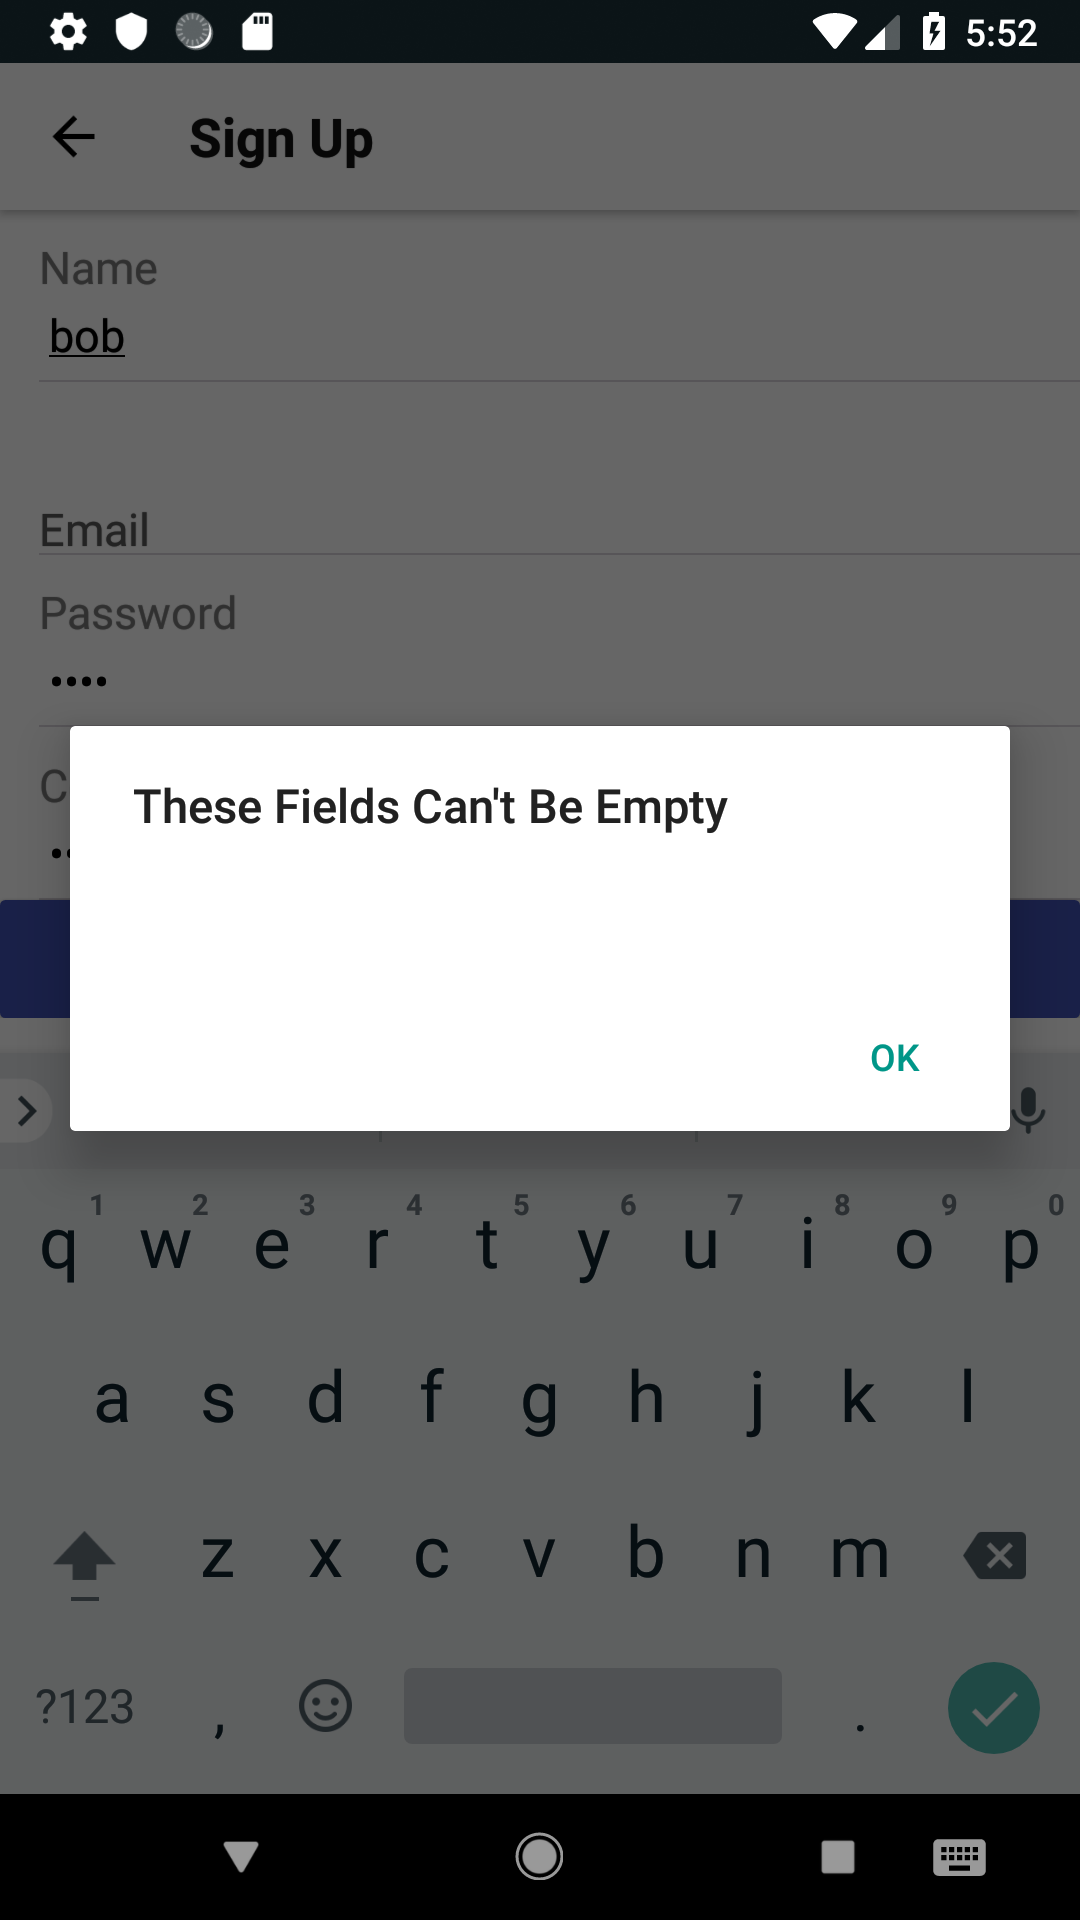 5:52
Sign Up
Name
bob
Email
Password
••••
C
These Fields Can't Be Empty
OK
1 2 3 4 5 6 7 8 9 0
q w e r t y u i o p
a s d f g h j k l
z x c v b n m
?123 , .